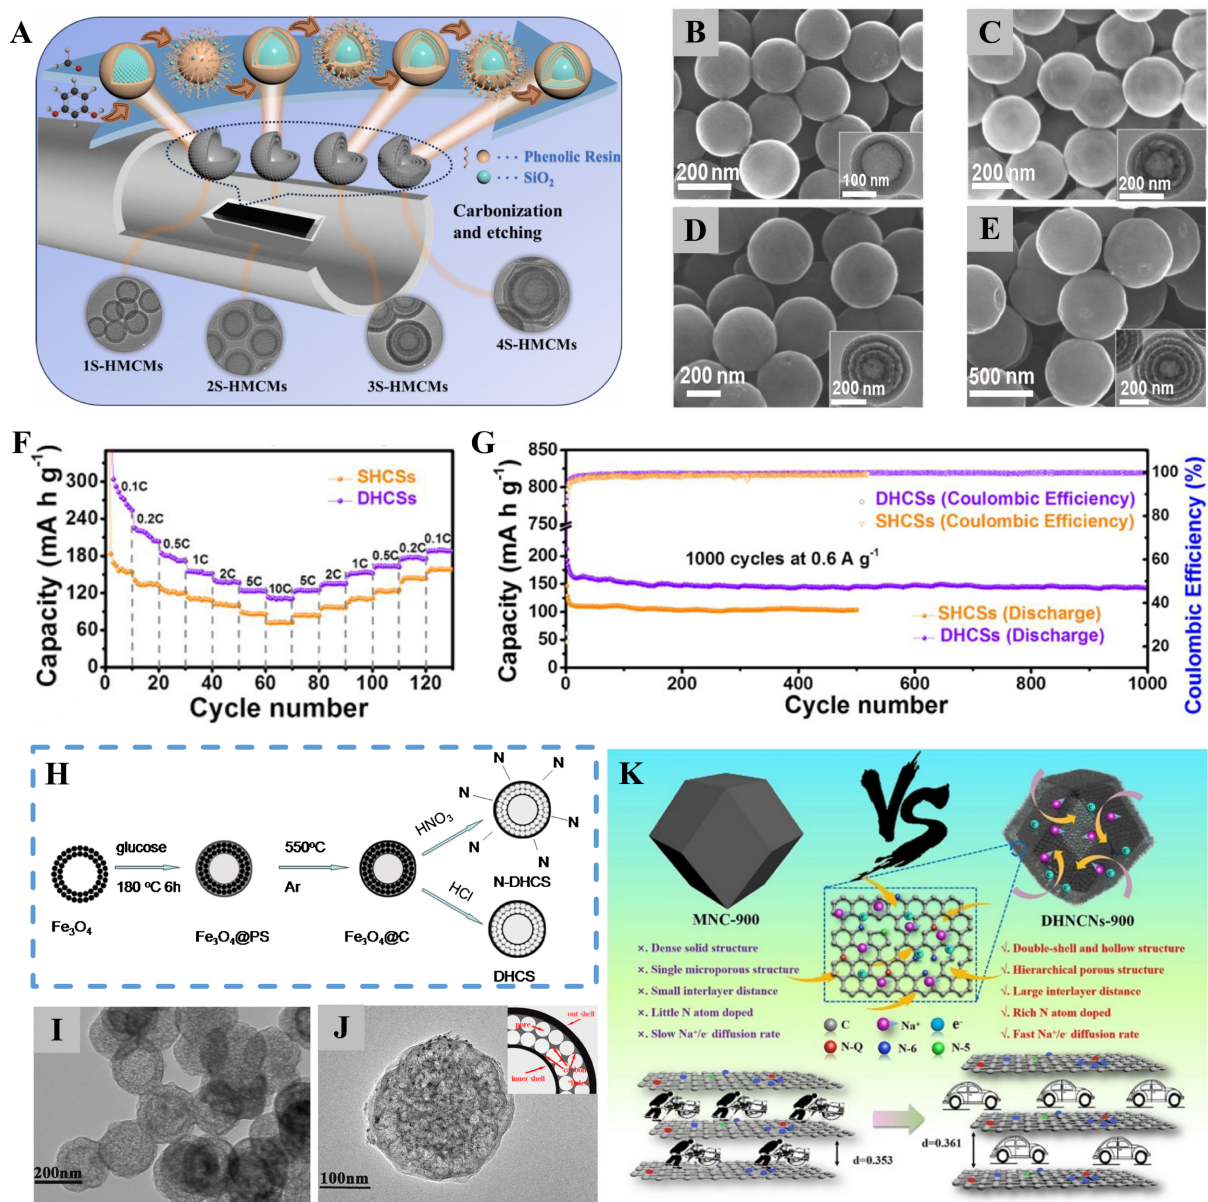 A
Phenolic Resin
SiO₂
Carbonization
and etching
1S-HMCMs
2S-HMCMs
3S-HMCMs
4S-HMCMs
B
200 nm
100 nm
C
200 nm
200 nm
D
200 nm
200 nm
E
500 nm
200 nm
F
Capacity (mA h g⁻¹)
300
240
180
120
60
0
SHCSs
DHCSs
0.1C
0.2C
0.5C
1C
2C
5C
10C
5C
2C
1C
0.5C
0.2C
0.1C
0 20 40 60 80 100 120
Cycle number
G
Capacity (mAh g⁻¹)
850
800
750
200
150
100
50
0
DHCSs (Coulombic Efficiency)
SHCSs (Coulombic Efficiency)
1000 cycles at 0.6 A g⁻¹
SHCSs (Discharge)
DHCSs (Discharge)
100
80
60
40
20
Coulombic Efficiency (%)
0 200 400 600 800 1000
Cycle number
H
Fe₃O₄
glucose
180 ºC 6h
Fe₃O₄@PS
550ºC
Ar
Fe₃O₄@C
HNO₃
HCl
N
N
N
N
N
N
N-DHCS
DHCS
I
200nm
J
100nm
pore
out shell
carbon
inner shell
K
VS
MNC-900
DHNCNs-900
×. Dense solid structure
×. Single microporous structure
×. Small interlayer distance
×. Little N atom doped
×. Slow Na⁺/e⁻ diffusion rate
√. Double-shell and hollow structure
√. Hierarchical porous structure
√. Large interlayer distance
√. Rich N atom doped
√. Fast Na⁺/e⁻ diffusion rate
C Na⁺ e⁻
N-Q N-6 N-5
d=0.353
d=0.361